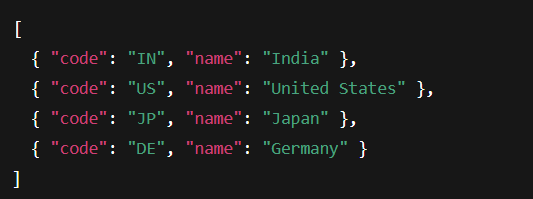 [
  { "code": "IN", "name": "India" },
  { "code": "US", "name": "United States" },
  { "code": "JP", "name": "Japan" },
  { "code": "DE", "name": "Germany" }
]